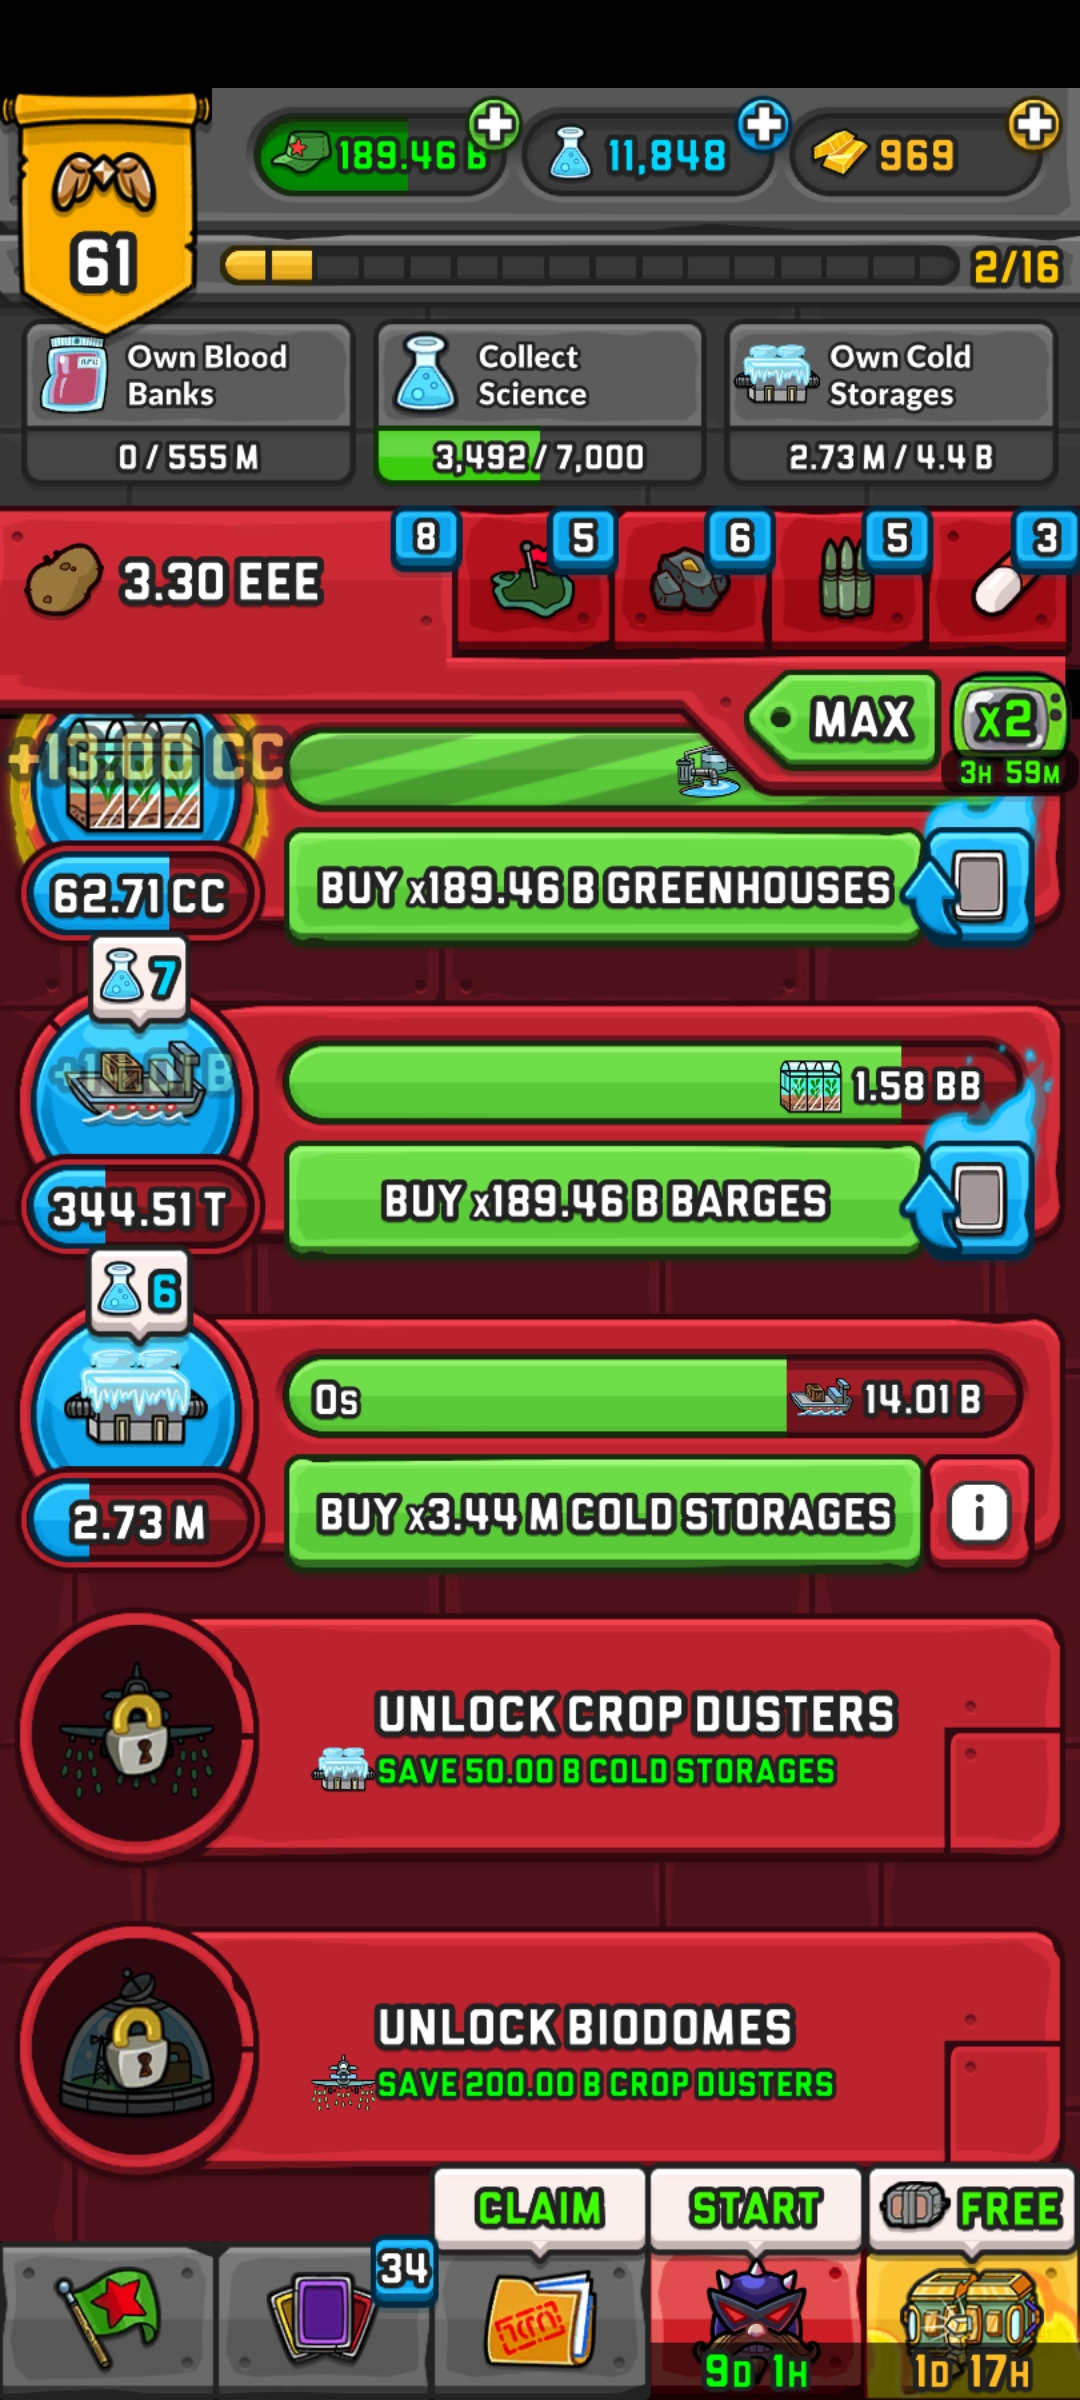 189.46 B
11,848
969
61
2/16
Own Blood
Banks
0 / 555 M
Collect
Science
3,492 / 7,000
Own Cold
Storages
2.73 M / 4.4 B
3.30 EEE
8
5
6
5
3
MAX
x2
3H 59M
+13.00 CC
62.71 CC
BUY x189.46 B GREENHOUSES
7
1.58 BB
344.51 T
BUY x189.46 B BARGES
6
0s
14.01 B
2.73 M
BUY x3.44 M COLD STORAGES
i
UNLOCK CROP DUSTERS
SAVE 50.00 B COLD STORAGES
UNLOCK BIODOMES
SAVE 200.00 B CROP DUSTERS
CLAIM
START
FREE
34
9D 1H
1D 17H